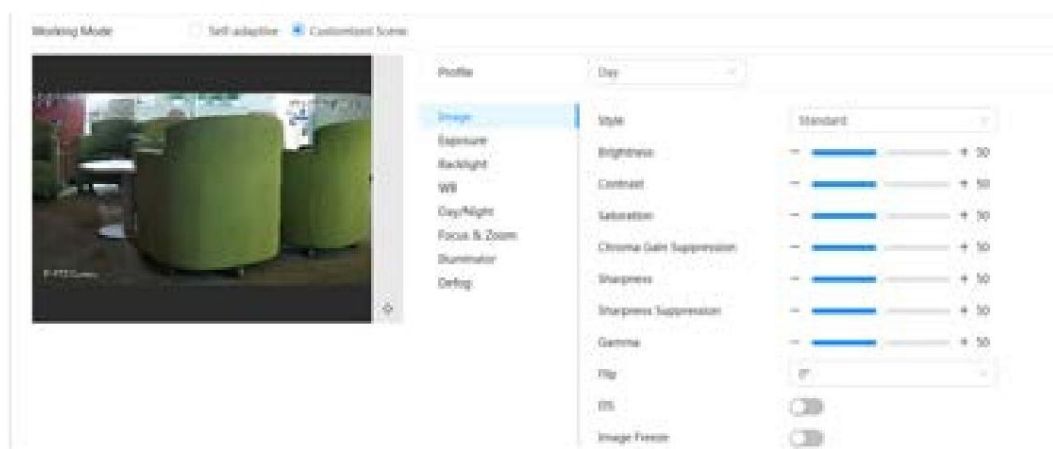 Working Mode Self-adaptive Customized Scene
Profile Day
Image
Exposure
Backlight
WB
Day/Night
Focus & Zoom
Illuminator
Defog
Style Standard
Brightness - + 50
Contrast - + 50
Saturation - + 50
Chroma Gain Suppression - + 50
Sharpness - + 50
Sharpness Suppression - + 50
Gamma - + 50
Flip 0°
EIS
Image Freeze